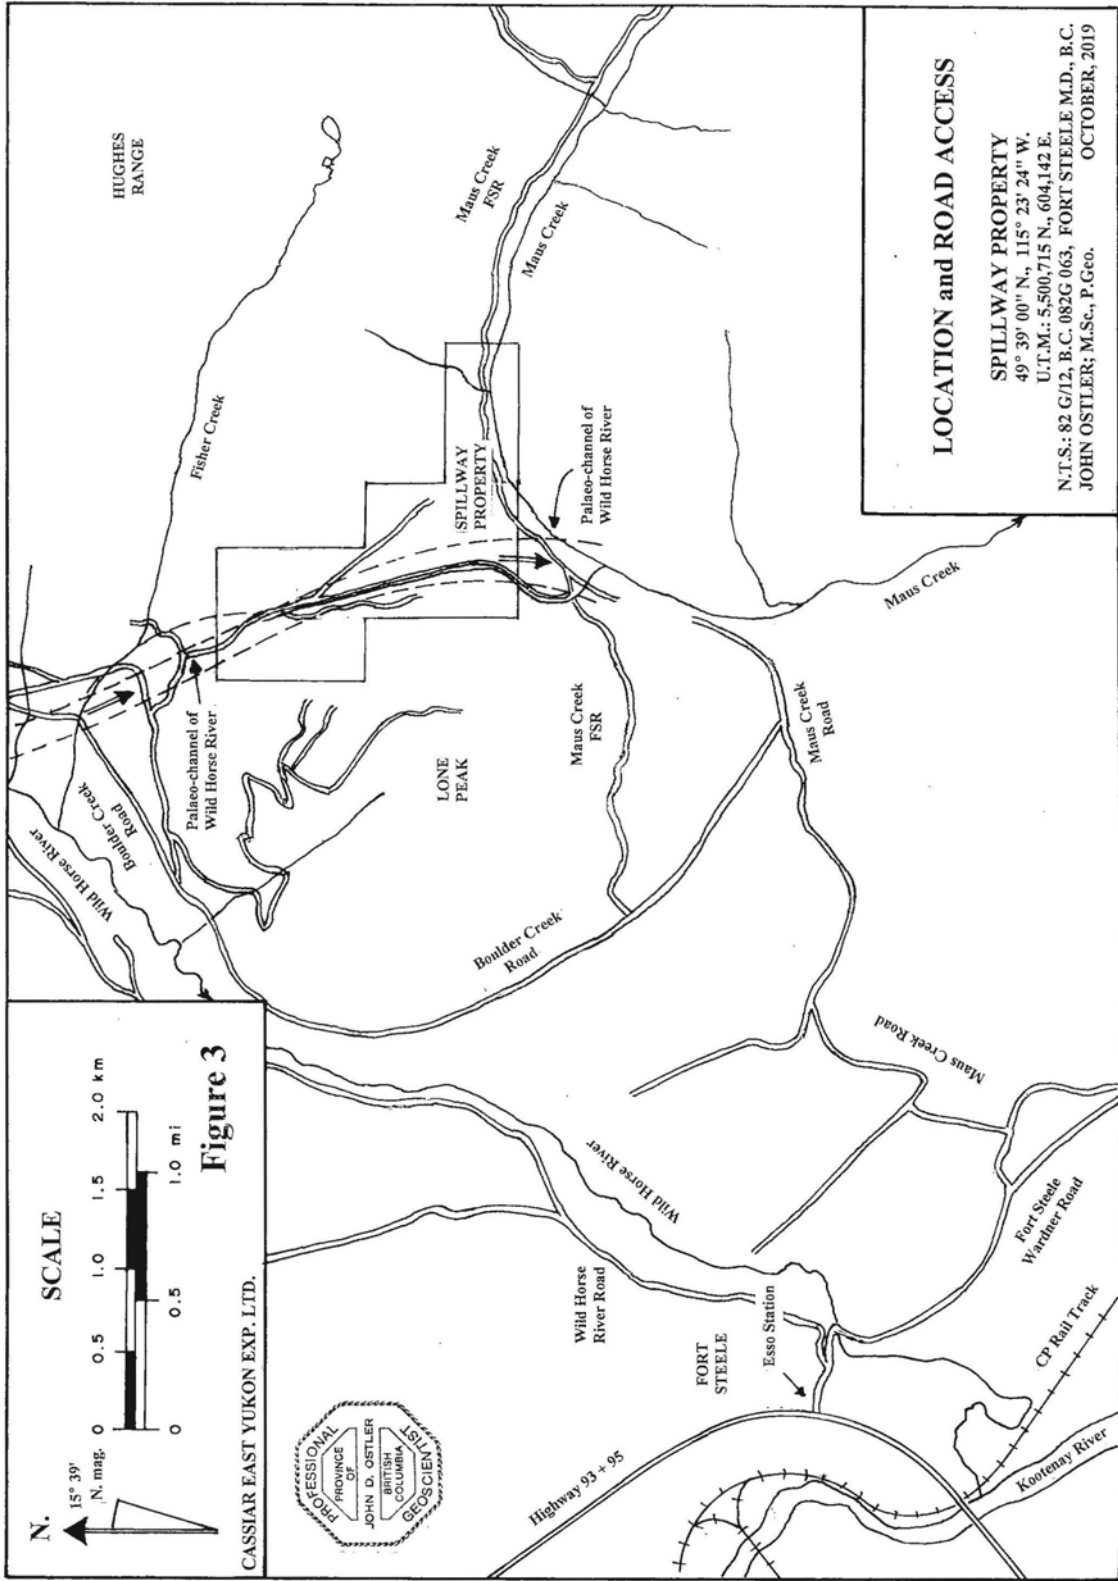 N.
15° 39'
N. mag.
SCALE
0 0.5 1.0 1.5 2.0 km
0 0.5 1.0 mi
Figure 3
CASSIAR EAST YUKON EXP. LTD.
PROFESSIONAL
PROVINCE
OF
JOHN D. OSTLER
BRITISH
COLUMBIA
GEOSCIENTIST
Wild Horse River
Boulder Creek
Road
Palaeo-channel of
Wild Horse River
Fisher Creek
HUGHES
RANGE
LONE
PEAK
SPILLWAY
PROPERTY
Maus Creek
FSR
Maus Creek
Palaeo-channel of
Wild Horse River
Boulder Creek
Road
Maus Creek
FSR
Maus Creek
Road
Maus Creek
Wild Horse River
Wild Horse
River Road
Maus Creek Road
FORT
STEELE
Esso Station
Highway 93 + 95
Fort Steele
Wardner Road
CP Rail Track
Kootenay River
LOCATION and ROAD ACCESS
SPILLWAY PROPERTY
49° 39' 00" N., 115° 23' 24" W.
U.T.M.: 5,500,715 N., 604,142 E.
N.T.S.: 82 G/12, B.C. 082G 063, FORT STEELE M.D., B.C.
JOHN OSTLER; M.Sc., P.Geo. OCTOBER, 2019